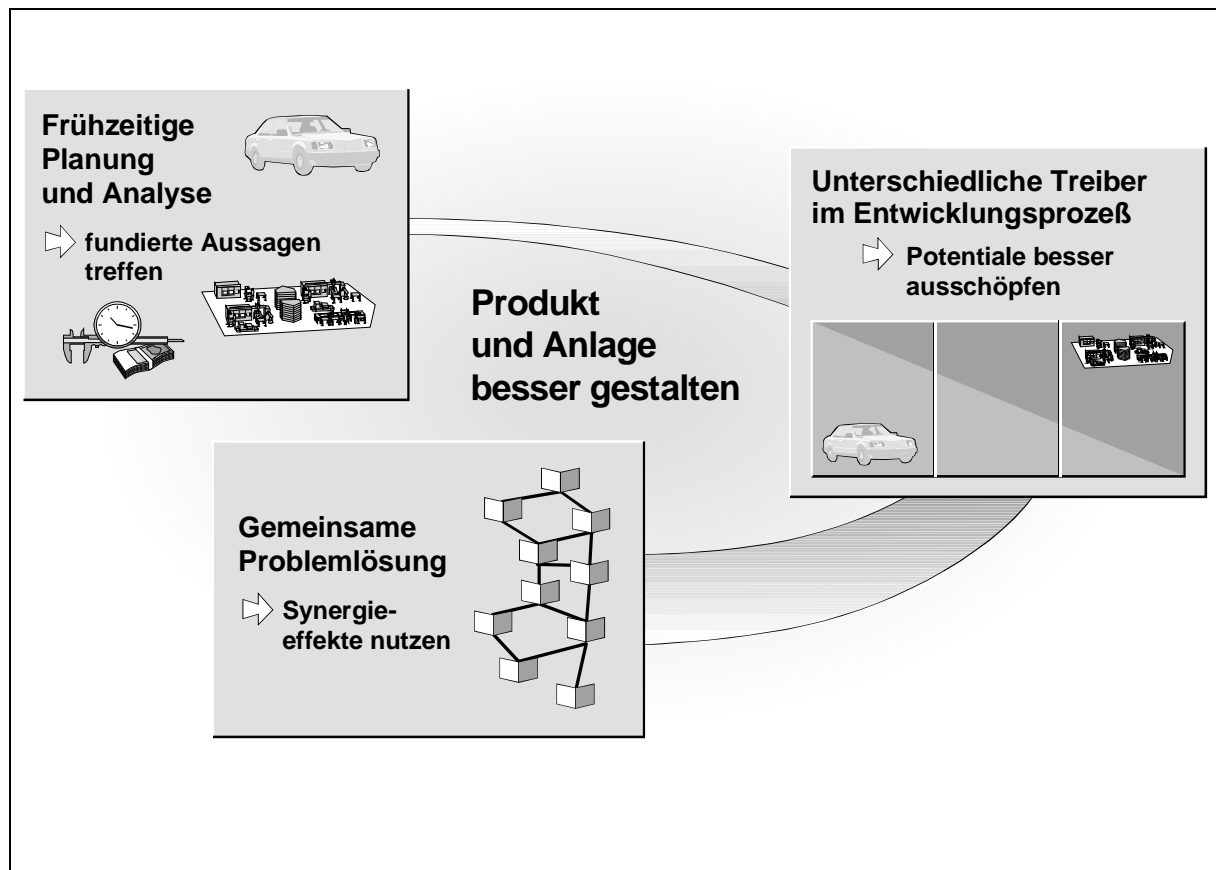 Frühzeitige
Planung
und Analyse
fundierte Aussagen
treffen
Unterschiedliche Treiber
im Entwicklungsprozeß
Potentiale besser
ausschöpfen
Produkt
und Anlage
besser gestalten
Gemeinsame
Problemlösung
Synergie-
effekte nutzen